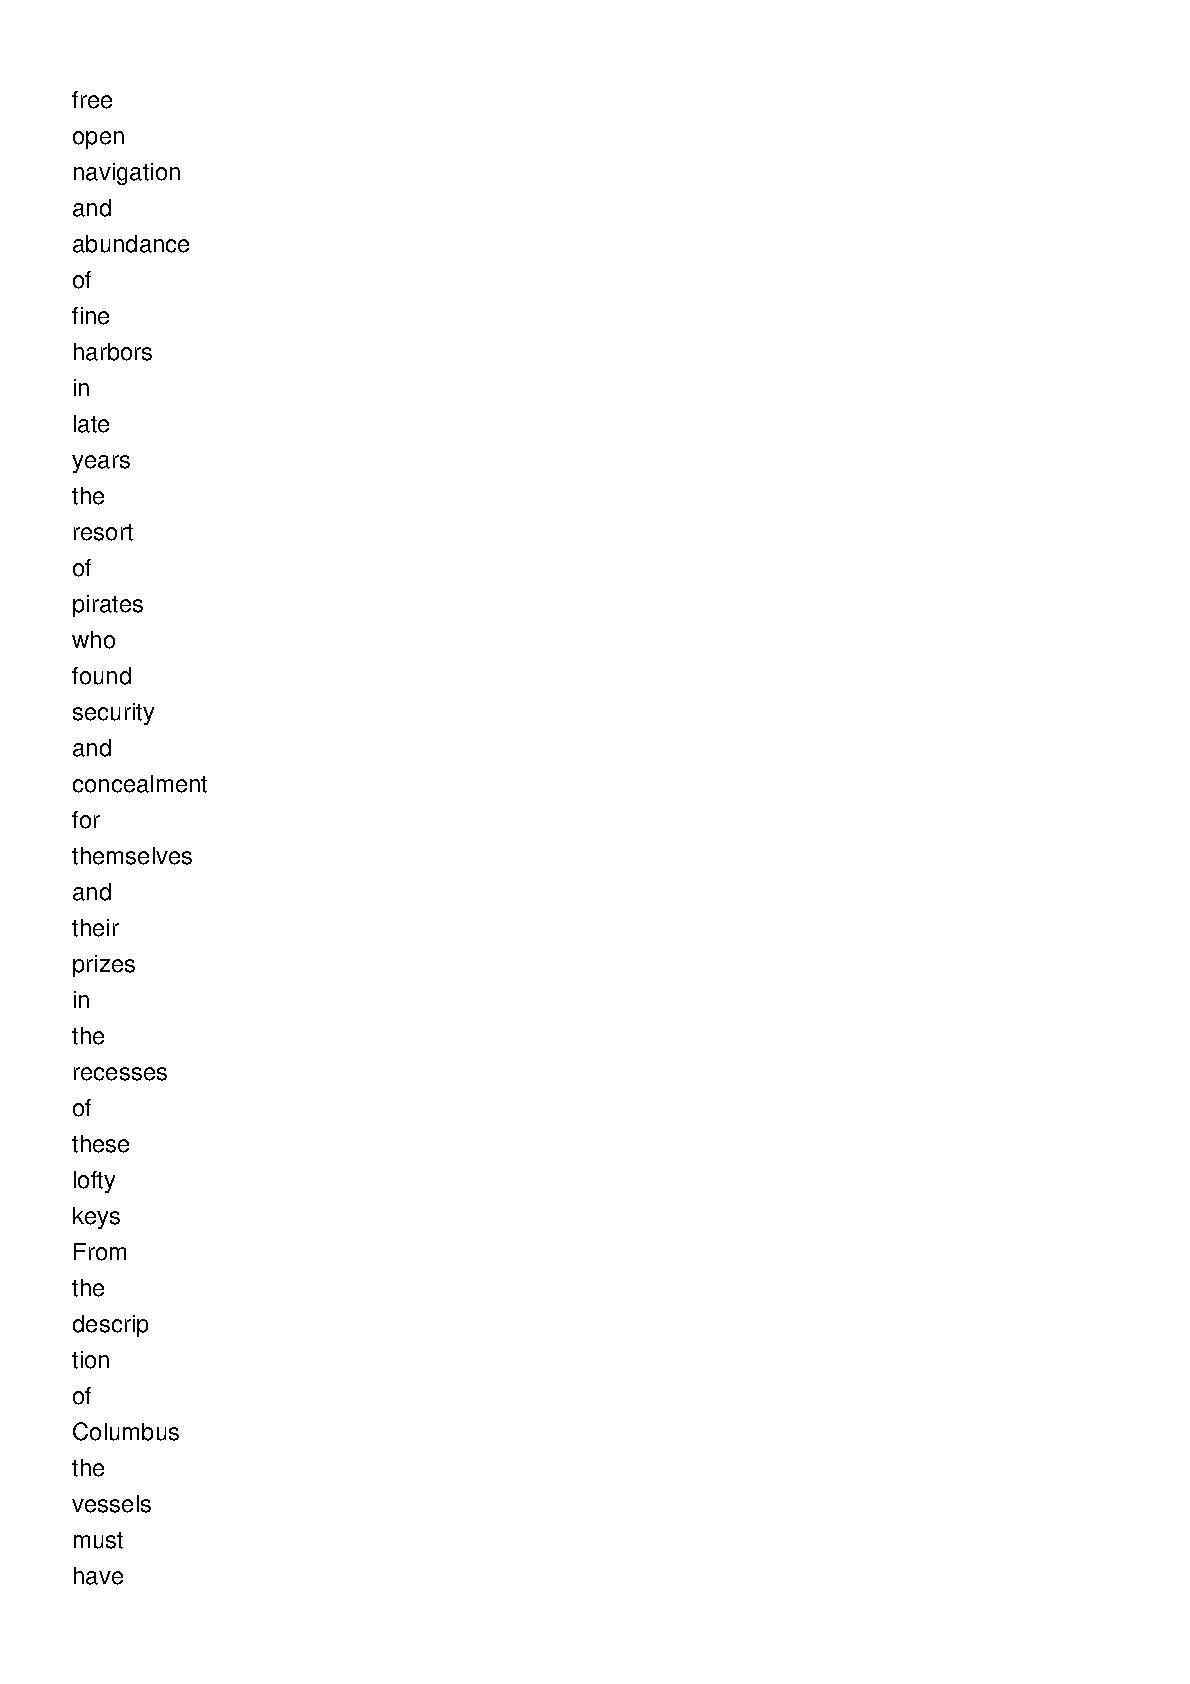 free
open
navigation
and
abundance
of
fine
harbors
in
late
years
the
resort
of
pirates
who
found
security
and
concealment
for
themselves
and
their
prizes
in
the
recesses
of
these
lofty
keys
From
the
descrip
tion
of
Columbus
the
vessels
must
have